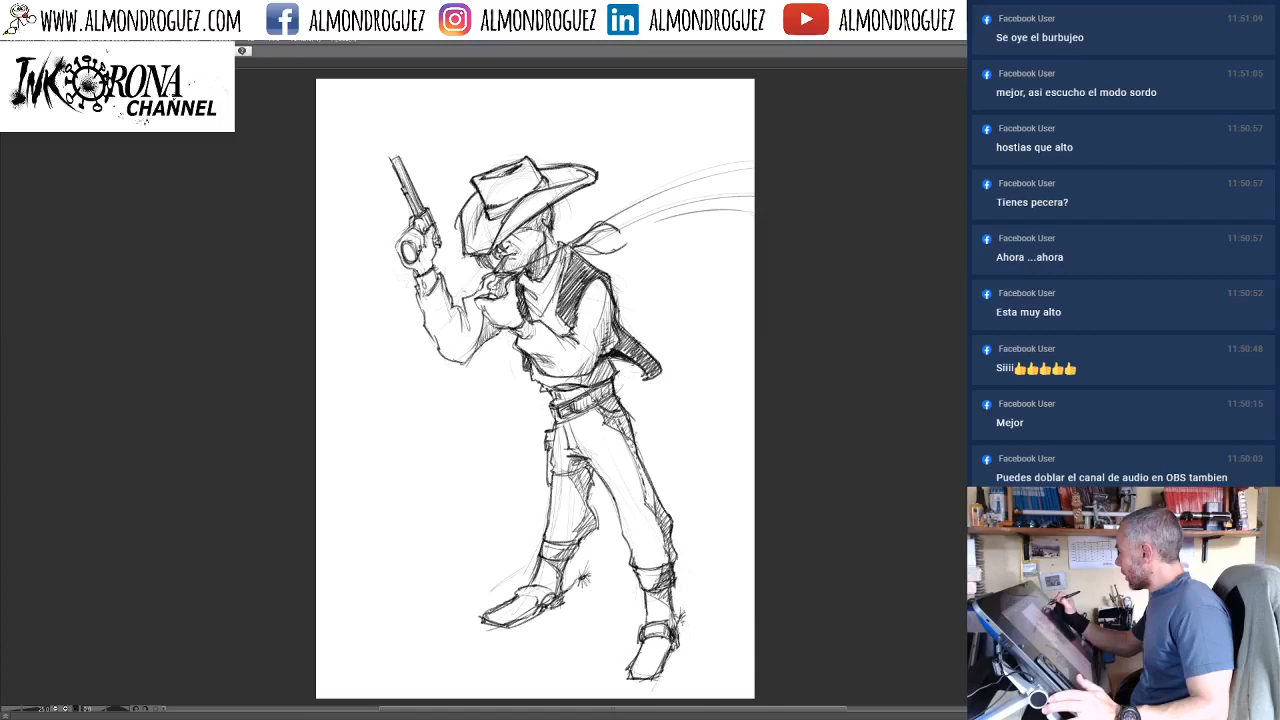 WWW.ALMONDROGUEZ.COM
ALMONDROGUEZ
ALMONDROGUEZ
ALMONDROGUEZ
ALMONDROGUEZ
INKORONA
CHANNEL
Facebook User 11:51:09
Se oye el burbujeo
Facebook User 11:51:05
mejor, asi escucho el modo sordo
Facebook User 11:50:57
hostias que alto
Facebook User 11:50:57
Tienes pecera?
Facebook User 11:50:57
Ahora ...ahora
Facebook User 11:50:52
Esta muy alto
Facebook User 11:50:48
Siiii👍👍👍👍👍
Facebook User 11:50:15
Mejor
Facebook User 11:50:03
Puedes doblar el canal de audio en OBS tambien